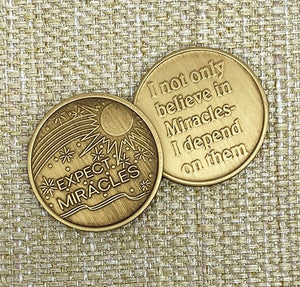 EXPECT
MIRACLES
I not only
believe in
Miracles-
I depend
on them